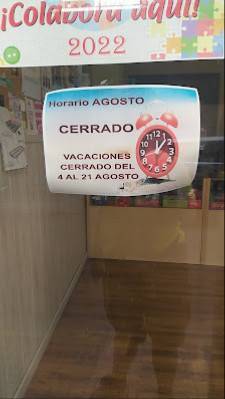 ¡Colabora aquí!
2022
Horario AGOSTO
CERRADO
VACACIONES
CERRADO DEL
4 AL 21 AGOSTO